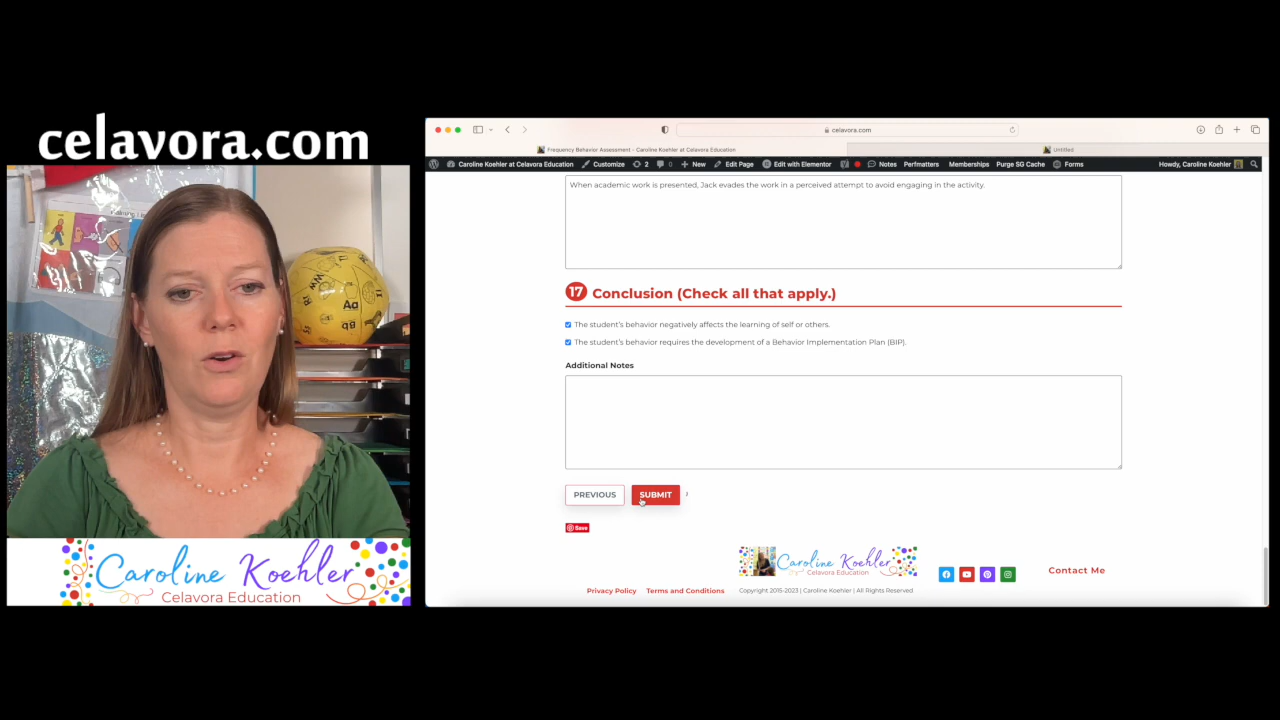 celavora.com
Aa
Caroline Koehler
Celavora Education
celavora.com
Frequency Behavior Assessment - Caroline Koehler at Celavora Education
Untitled
Caroline Koehler at Celavora Education Customize 2 0 New Edit Page Edit with Elementor Notes Perfmatters Memberships Purge SG Cache Forms Howdy, Caroline Koehler
When academic work is presented, Jack evades the work in a perceived attempt to avoid engaging in the activity.
17 Conclusion (Check all that apply.)
The student's behavior negatively affects the learning of self or others.
The student's behavior requires the development of a Behavior Implementation Plan (BIP).
Additional Notes
PREVIOUS SUBMIT
Save
Caroline Koehler
Celavora Education
Contact Me
Privacy Policy Terms and Conditions Copyright 2015-2023 | Caroline Koehler | All Rights Reserved